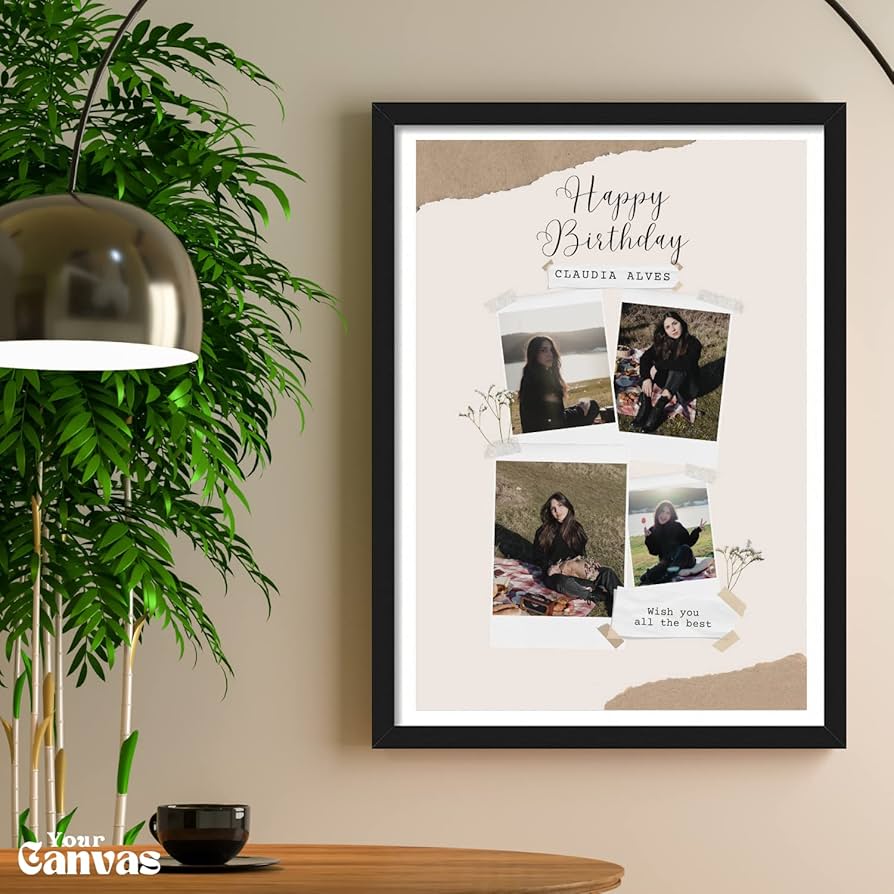 Happy
Birthday
CLAUDIA ALVES
Wish you
all the best
Your
Canvas